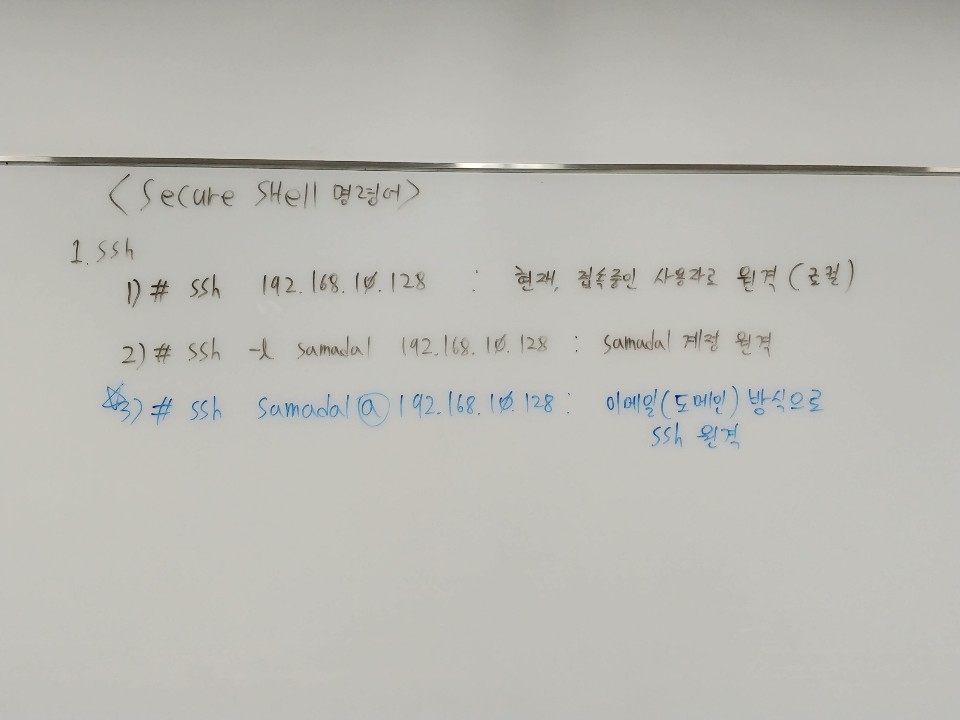 <Secure SHell 명령어>
1. ssh
1) # ssh 192.168.10.128 : 현재, 접속중인 사용자로 원격 (로컬)
2) # ssh -l samadal 192.168.10.128 : samadal 계정 원격
☆3) # ssh samadal@192.168.10.128 : 이메일(도메인) 방식으로
ssh 원격